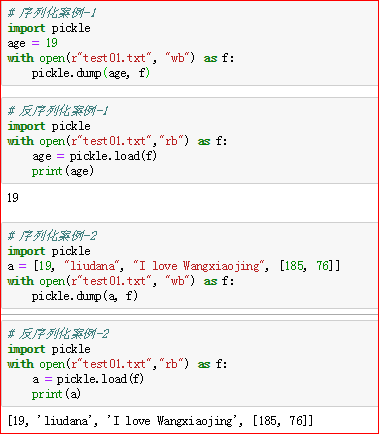 # 序列化案例-1
import pickle
age = 19
with open(r"test01.txt", "wb") as f:
    pickle.dump(age, f)
# 反序列化案例-1
import pickle
with open(r"test01.txt","rb") as f:
    age = pickle.load(f)
    print(age)
19
# 序列化案例-2
import pickle
a = [19, "liudana", "I love Wangxiaojing", [185, 76]]
with open(r"test01.txt", "wb") as f:
    pickle.dump(a, f)
# 反序列化案例-2
import pickle
with open(r"test01.txt","rb") as f:
    a = pickle.load(f)
    print(a)
[19, 'liudana', 'I love Wangxiaojing', [185, 76]]